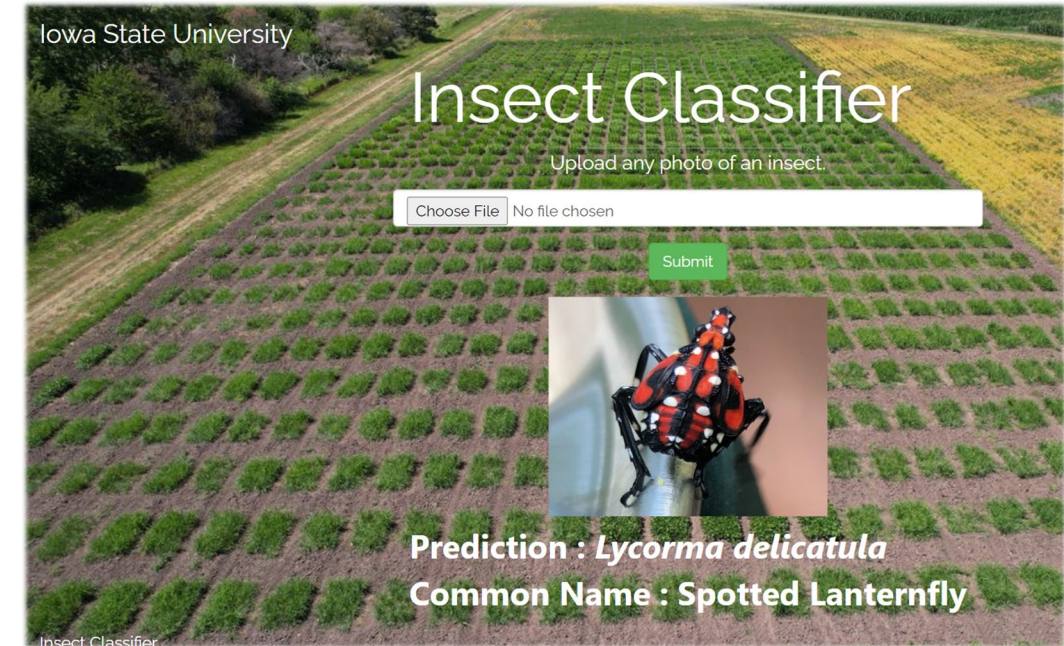 Iowa State University
Insect Classifier
Upload any photo of an insect.
Choose File No file chosen
Submit
Prediction : Lycorma delicatula
Common Name : Spotted Lanternfly
Insect Classifier